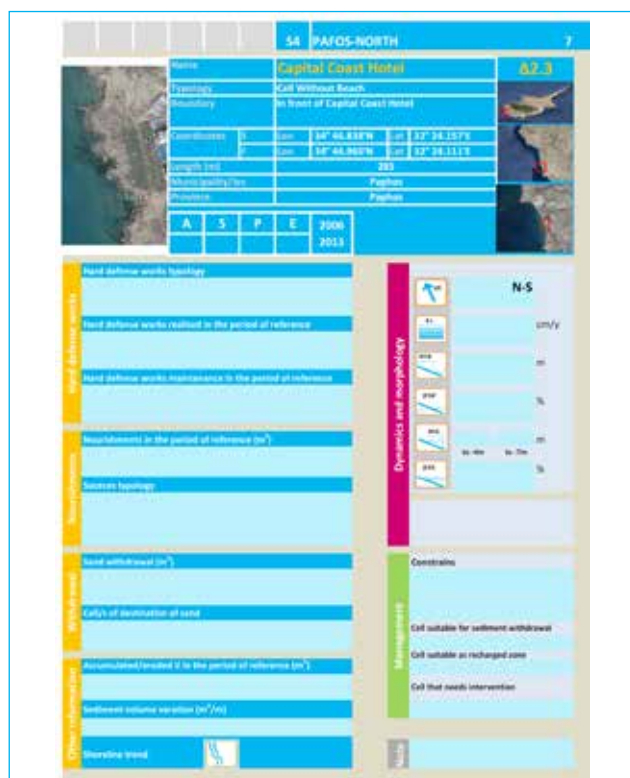 S4 PAFOS-NORTH 7
Name Capital Coast Hotel Δ2.3
Typology Cell Without Beach
Boundary In front of Capital Coast Hotel
Coordinates S Lon Lat
F Lon Lat
Length (m) 285
Municipality/ies Paphos
Province Paphos
A S P E 2006
2013
Hard defense works
Hard defense works typology
Hard defense works realised in the period of reference
Hard defense works maintenance in the period of reference
Nourishments
Nourishments in the period of reference (m³)
Sources typology
Withdrawal
Sand withdrawal (m³)
Cell/s of destination of sand
Other information
Accumulated/eroded V in the period of reference (m³)
Sediment volume variation (m³/m)
Shoreline trend
Dynamics and morphology
N-S
cm/y
m
%
m
%
Management
Constrains
Cell suitable for sediment withdrawal
Cell suitable as recharged zone
Cell that needs intervention
Note